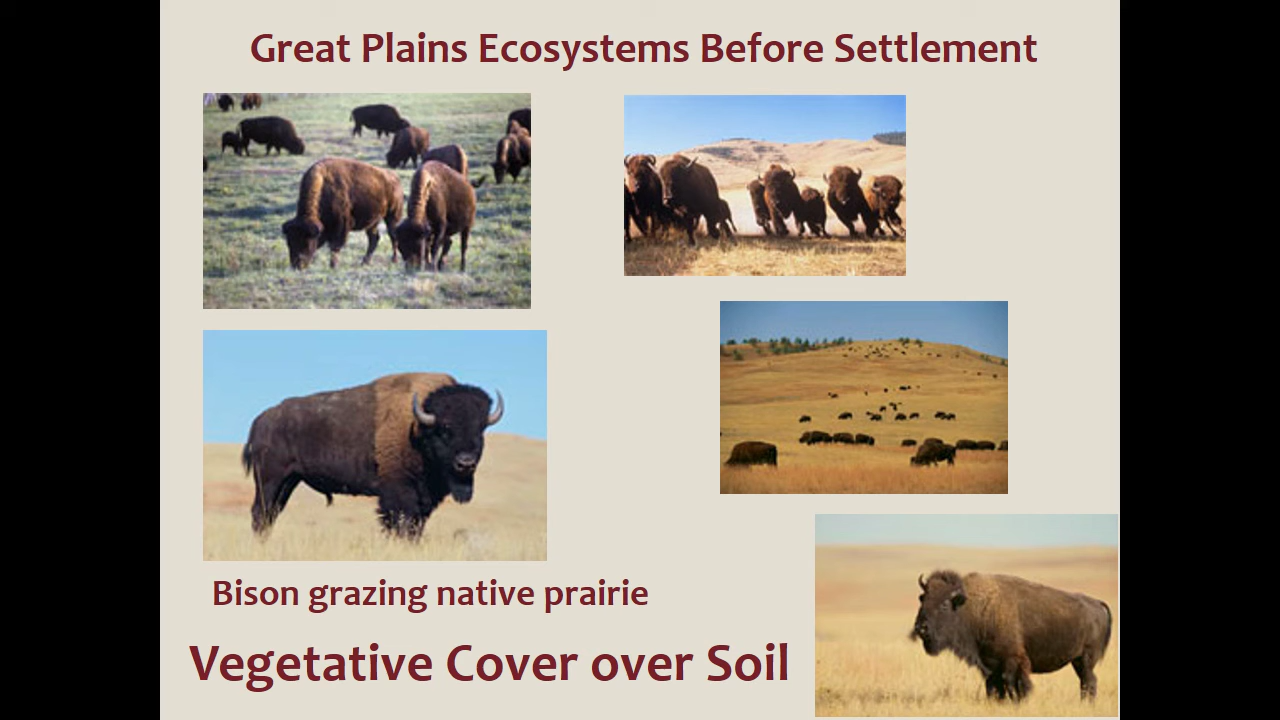 Great Plains Ecosystems Before Settlement
Bison grazing native prairie
Vegetative Cover over Soil